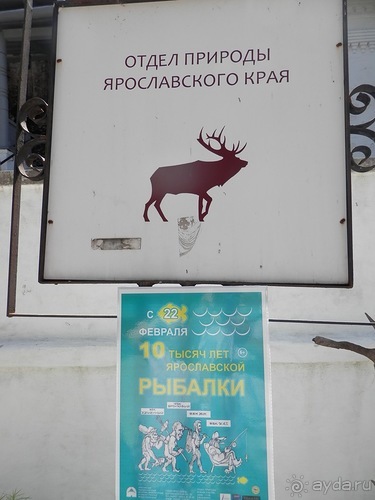 ОТДЕЛ ПРИРОДЫ
ЯРОСЛАВСКОГО КРАЯ
С 22
ФЕВРАЛЯ
10 ТЫСЯЧ ЛЕТ
ЯРОСЛАВСКОЙ
РЫБАЛКИ
ayda.ru